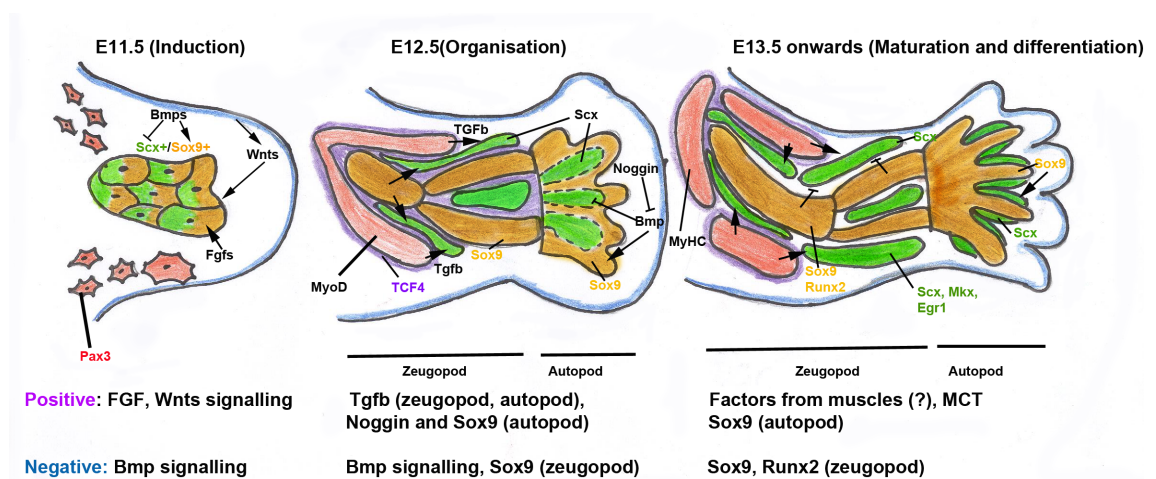 E11.5 (Induction)
Bmps
Scx+/Sox9+
Wnts
Fgfs
Pax3
E12.5(Organisation)
TGFb
Scx
Noggin
Bmp
Sox9
Tgfb
Sox9
MyoD
TCF4
Zeugopod
Autopod
E13.5 onwards (Maturation and differentiation)
Scx
Sox9
MyHC
Scx
Sox9
Runx2
Scx, Mkx,
Egr1
Zeugopod
Autopod
Positive: FGF, Wnts signalling
Tgfb (zeugopod, autopod),
Noggin and Sox9 (autopod)
Factors from muscles (?), MCT
Sox9 (autopod)
Negative: Bmp signalling
Bmp signalling, Sox9 (zeugopod)
Sox9, Runx2 (zeugopod)